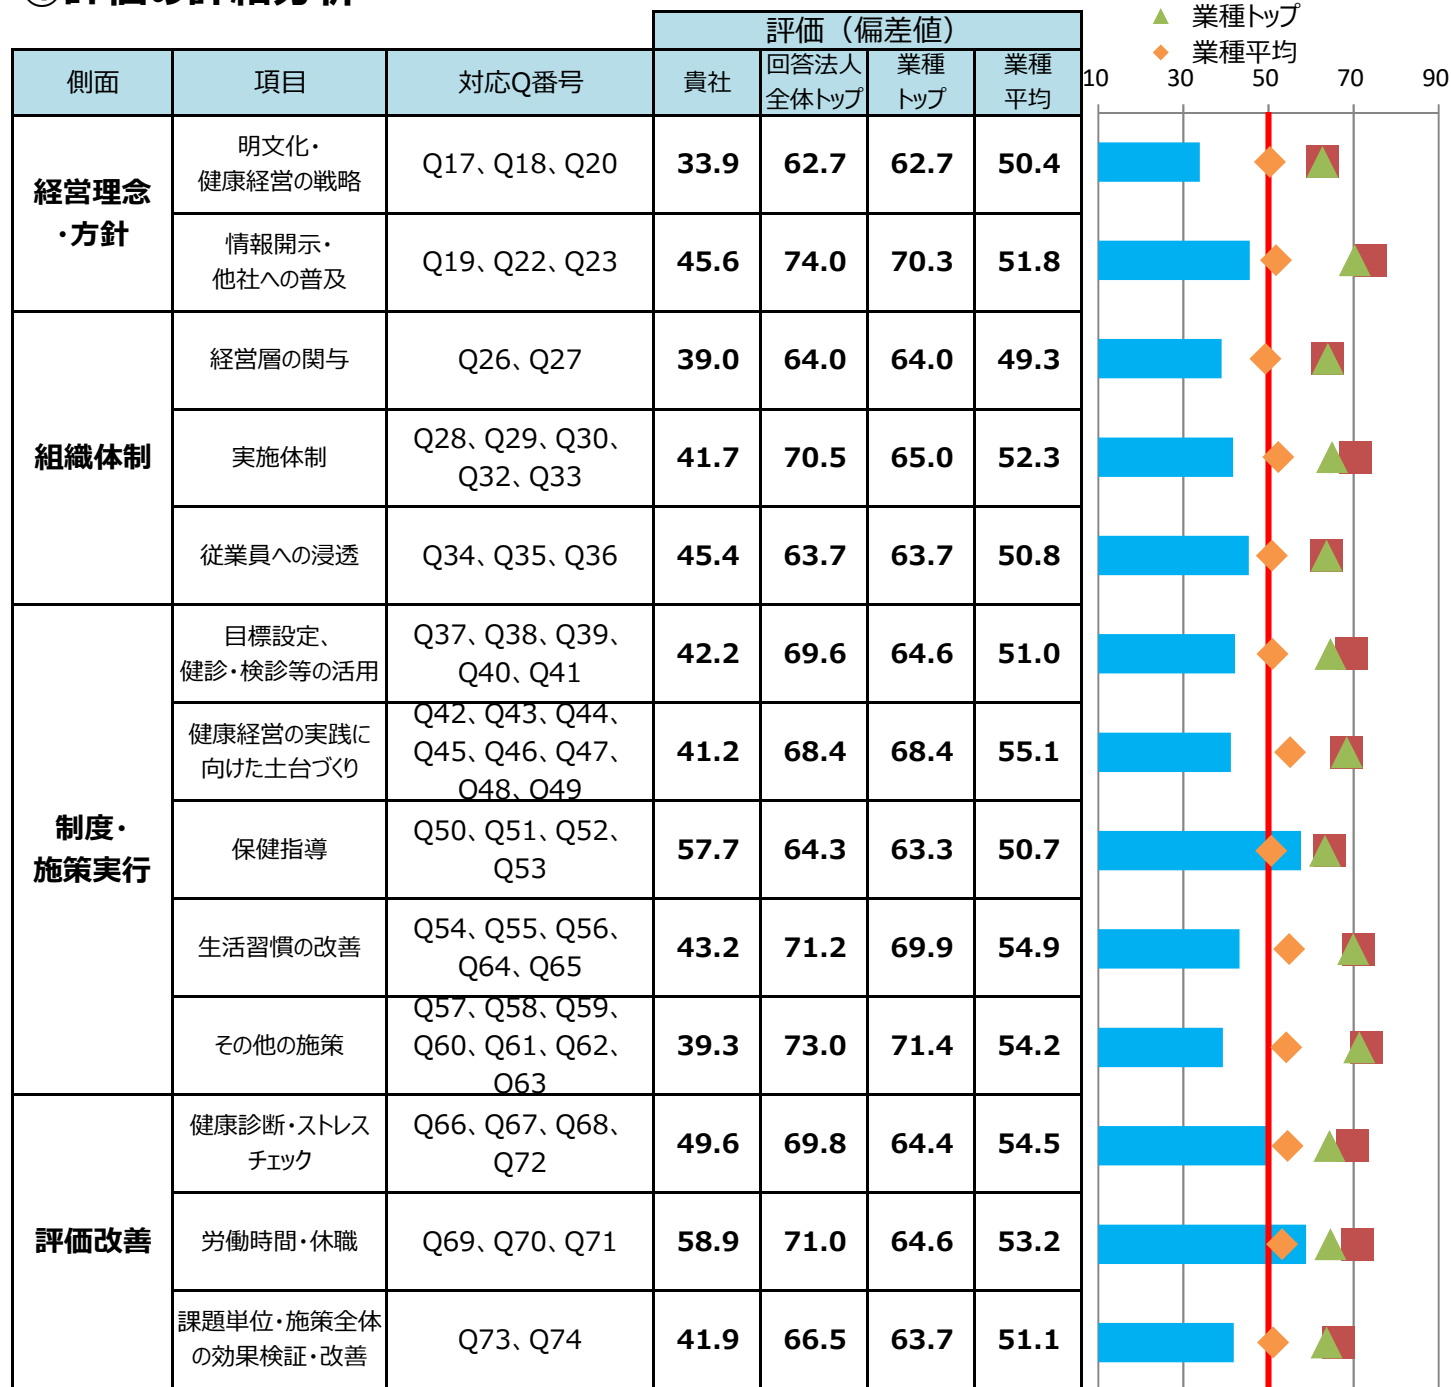 評価（偏差値）
▲ 業種トップ
◆ 業種平均
側面 項目 対応Q番号 貴社 回答法人 業種 業種
全体トップ トップ 平均
10 30 50 70 90
経営理念
・方針
明文化・
健康経営の戦略
Q17、Q18、Q20 33.9 62.7 62.7 50.4
情報開示・
他社への普及
Q19、Q22、Q23 45.6 74.0 70.3 51.8
組織体制
経営層の関与 Q26、Q27 39.0 64.0 64.0 49.3
実施体制
Q28、Q29、Q30、
Q32、Q33
41.7 70.5 65.0 52.3
従業員への浸透 Q34、Q35、Q36 45.4 63.7 63.7 50.8
制度・
施策実行
目標設定、
健診・検診等の活用
Q37、Q38、Q39、
Q40、Q41
42.2 69.6 64.6 51.0
健康経営の実践に
向けた土台づくり
Q42、Q43、Q44、
Q45、Q46、Q47、
Q48、Q49
41.2 68.4 68.4 55.1
保健指導
Q50、Q51、Q52、
Q53
57.7 64.3 63.3 50.7
生活習慣の改善
Q54、Q55、Q56、
Q64、Q65
43.2 71.2 69.9 54.9
その他の施策
Q57、Q58、Q59、
Q60、Q61、Q62、
Q63
39.3 73.0 71.4 54.2
評価改善
健康診断・ストレス
チェック
Q66、Q67、Q68、
Q72
49.6 69.8 64.4 54.5
労働時間・休職 Q69、Q70、Q71 58.9 71.0 64.6 53.2
課題単位・施策全体
の効果検証・改善
Q73、Q74 41.9 66.5 63.7 51.1